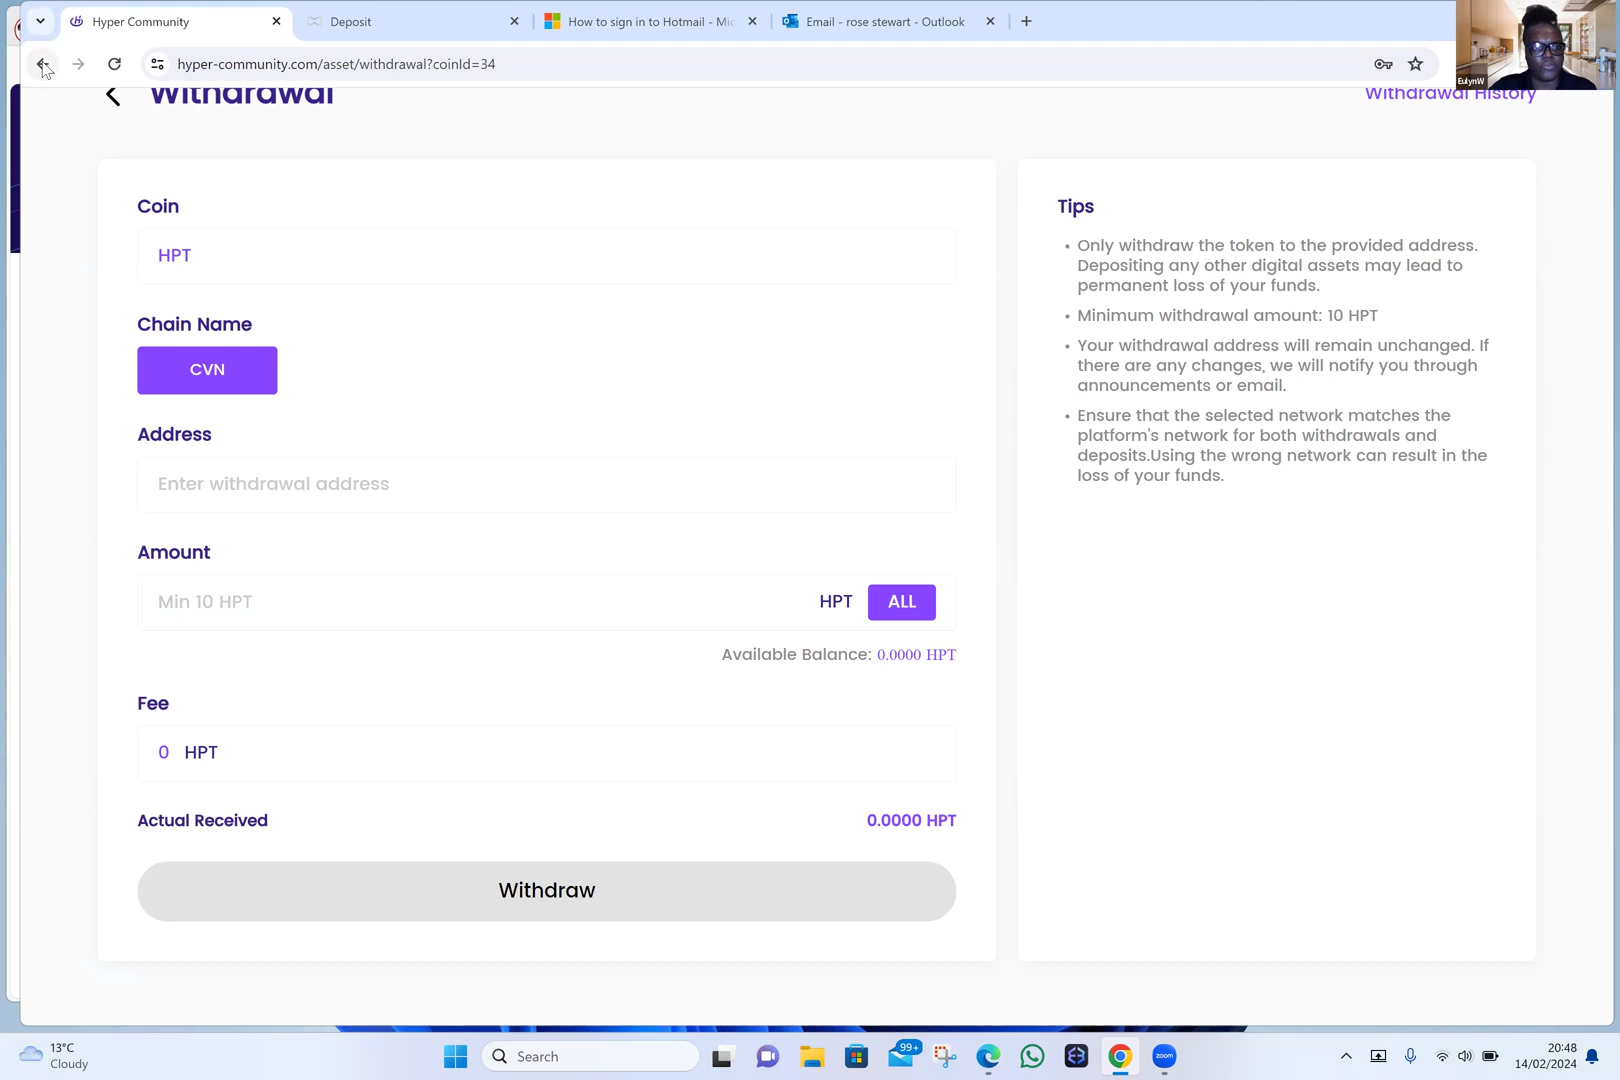 Hyper Community
Deposit
How to sign in to Hotmail - Mic
Email - rose stewart - Outlook
hyper-community.com/asset/withdrawal?coinId=34
EulynW
Withdrawal
Withdrawal History
Coin
HPT
Chain Name
CVN
Address
Enter withdrawal address
Amount
Min 10 HPT
HPT
ALL
Available Balance: 0.0000 HPT
Fee
0 HPT
Actual Received
0.0000 HPT
Withdraw
Tips
• Only withdraw the token to the provided address.
Depositing any other digital assets may lead to
permanent loss of your funds.
• Minimum withdrawal amount: 10 HPT
• Your withdrawal address will remain unchanged. If
there are any changes, we will notify you through
announcements or email.
• Ensure that the selected network matches the
platform's network for both withdrawals and
deposits.Using the wrong network can result in the
loss of your funds.
13°C
Cloudy
Search
99+
zoom
20:48
14/02/2024